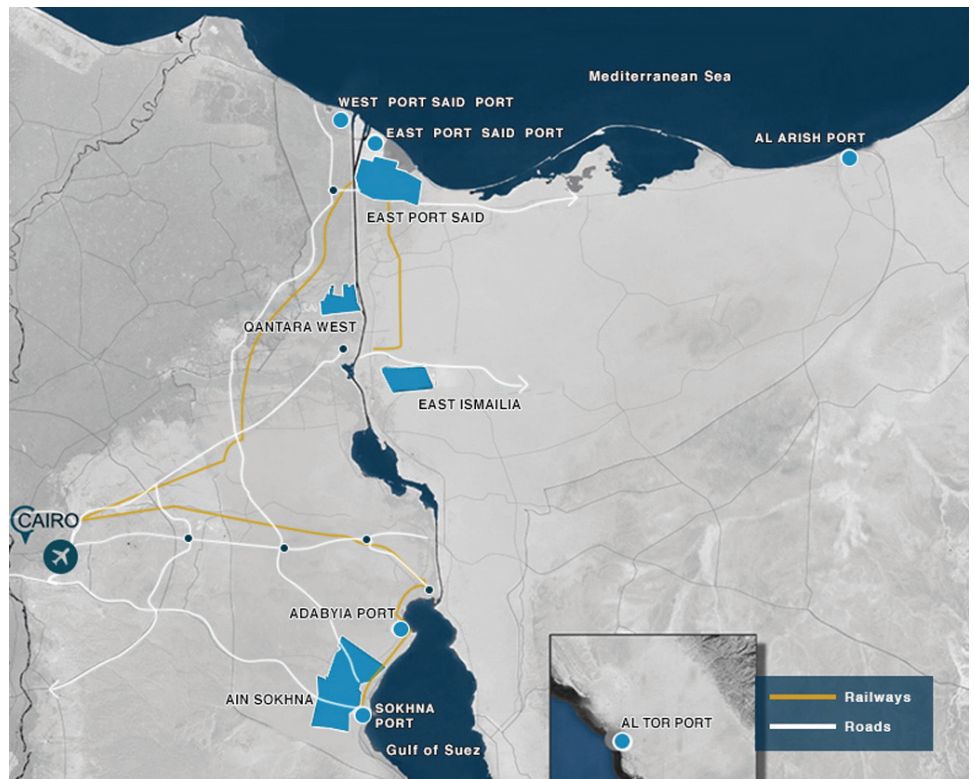 Mediterranean Sea
WEST PORT SAID PORT
EAST PORT SAID PORT
AL ARISH PORT
EAST PORT SAID
QANTARA WEST
EAST ISMAILIA
CAIRO
ADABYIA PORT
AIN SOKHNA
SOKHNA
PORT
Gulf of Suez
AL TOR PORT
Railways
Roads